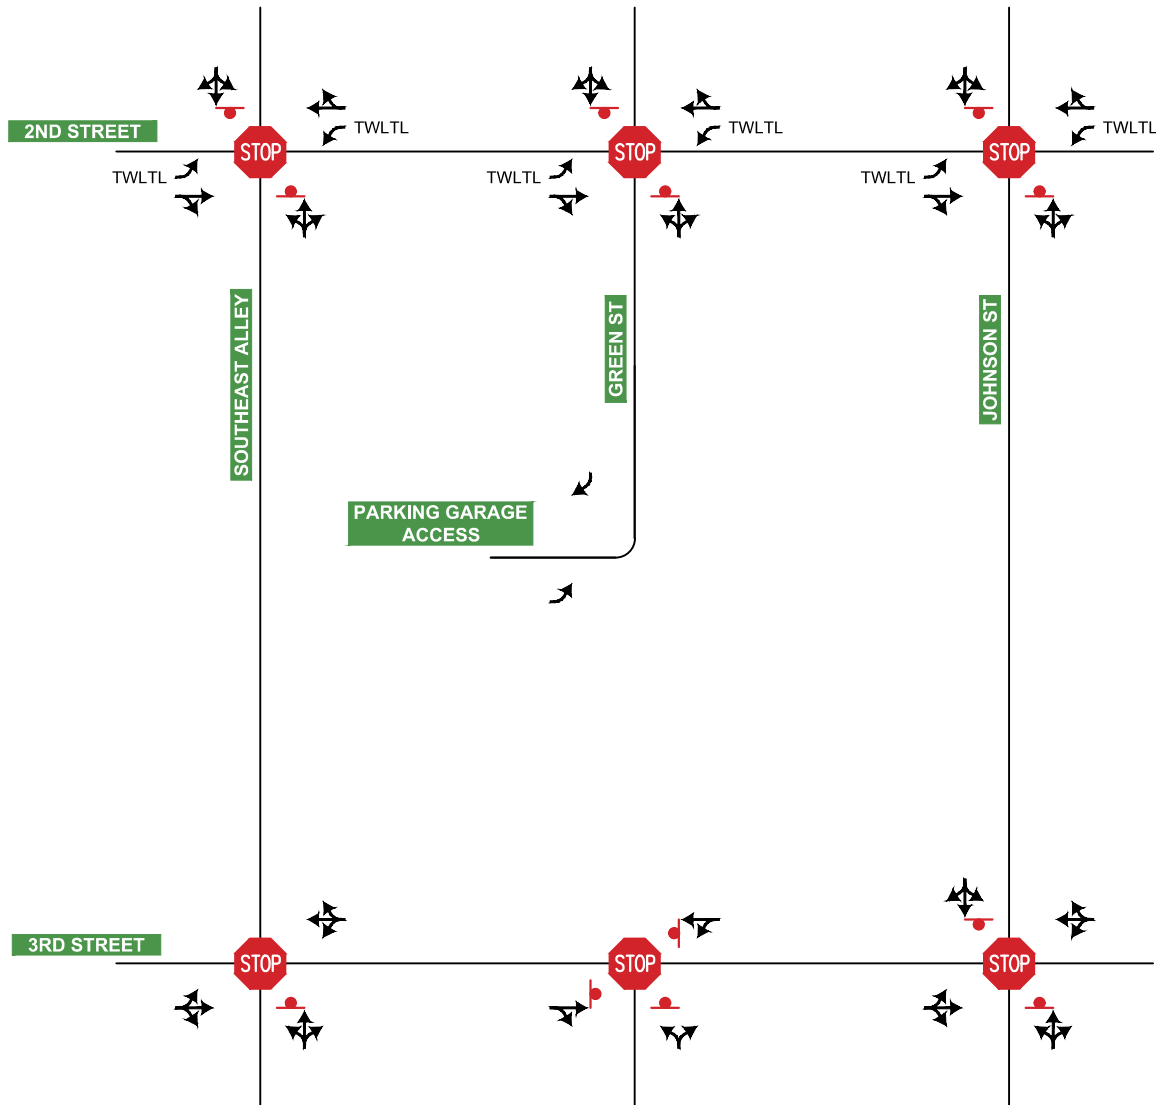 2ND STREET
STOP
TWLTL
TWLTL
STOP
TWLTL
TWLTL
STOP
TWLTL
TWLTL
SOUTHEAST ALLEY
GREEN ST
JOHNSON ST
PARKING GARAGE
ACCESS
3RD STREET
STOP
STOP
STOP